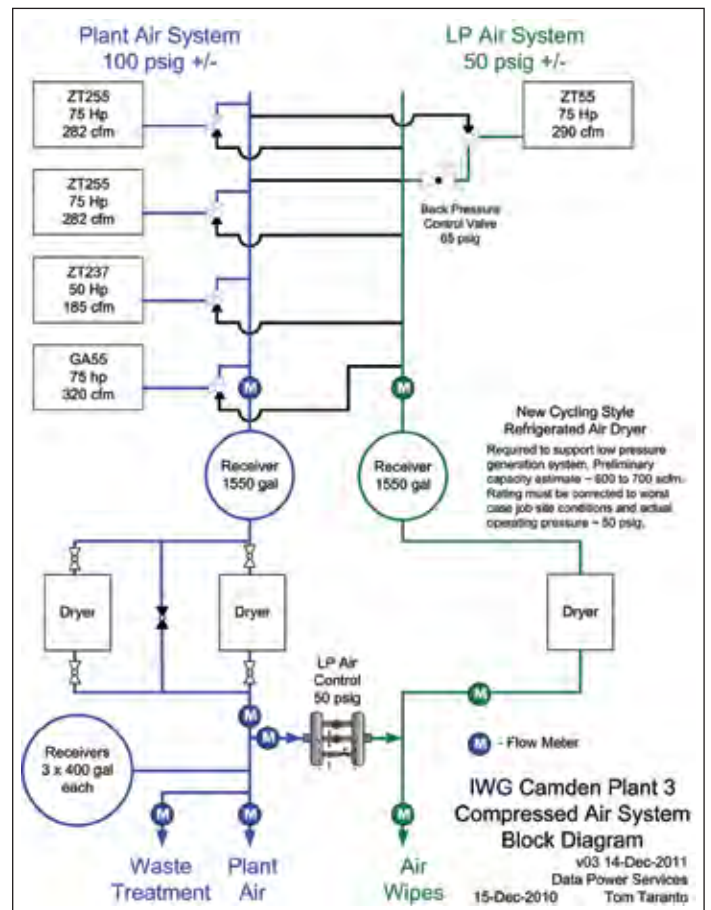 Plant Air System
100 psig +/-
LP Air System
50 psig +/-
ZT255
75 Hp
282 cfm
ZT55
75 Hp
290 cfm
ZT255
75 Hp
282 cfm
Back Pressure
Control Valve
65 psig
ZT237
50 Hp
185 cfm
GA55
75 hp
320 cfm
M
M
New Cycling Style
Refrigerated Air Dryer
Required to support low pressure
generation system. Preliminary
capacity estimate ~ 600 to 700 scfm.
Rating must be corrected to worst
case job site conditions and actual
operating pressure ~ 50 psig.
Receiver
1550 gal
Receiver
1550 gal
Dryer
Dryer
Dryer
LP Air
Control
50 psig
M
M
M
M - Flow Meter
Receivers
3 x 400 gal
each
M
M
M
Waste
Treatment
Plant
Air
Air
Wipes
IWG Camden Plant 3
Compressed Air System
Block Diagram
v03 14-Dec-2011
Data Power Services
15-Dec-2010 Tom Taranto